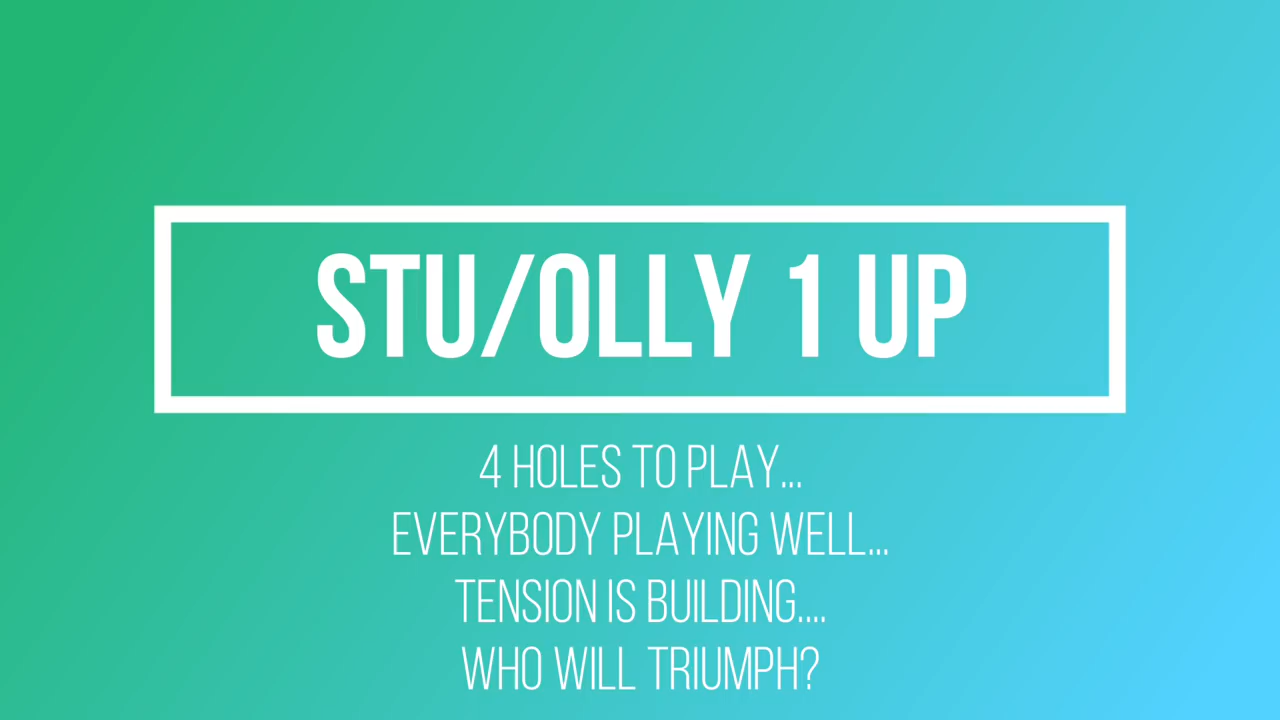 STU/OLLY 1 UP
4 HOLES TO PLAY...
EVERYBODY PLAYING WELL...
TENSION IS BUILDING....
WHO WILL TRIUMPH?